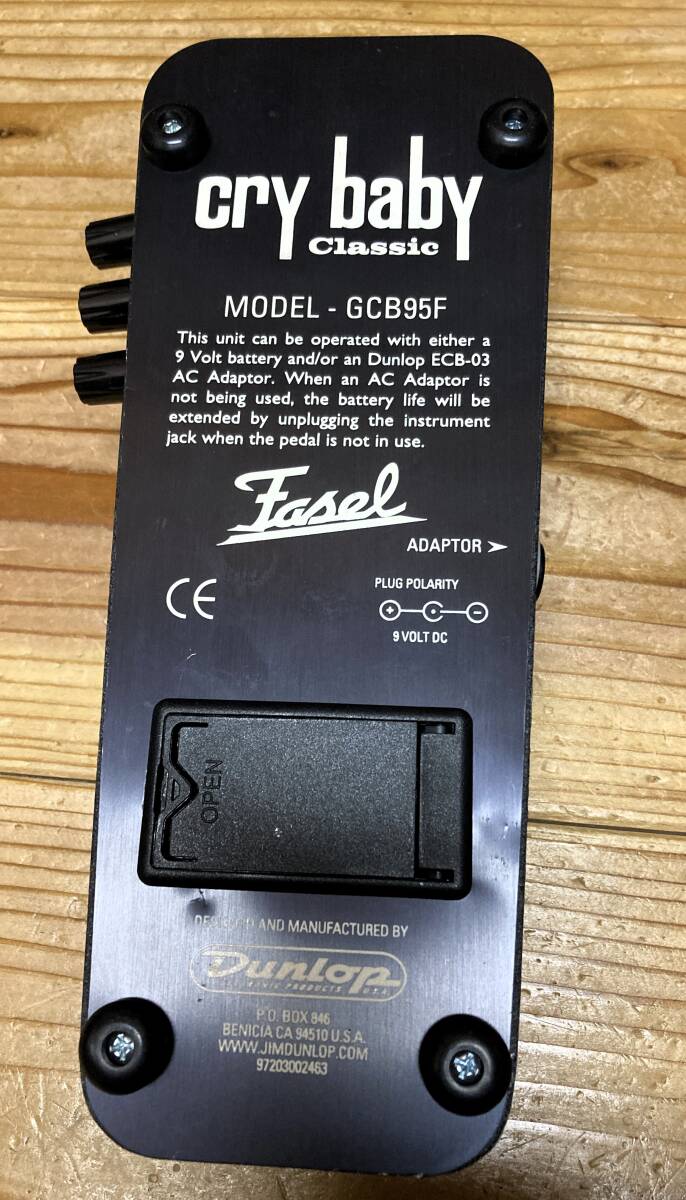 cry baby
Classic
MODEL - GCB95F
This unit can be operated with either a
9 Volt battery and/or an Dunlop ECB-03
AC Adaptor. When an AC Adaptor is
not being used, the battery life will be
extended by unplugging the instrument
jack when the pedal is not in use.
Fasel
ADAPTOR ➤
CE
PLUG POLARITY
+ C -
9 VOLT DC
OPEN
AND MANUFACTURED BY
Dunlop
PRODUCTS U.S.A.
P.O. BOX 846
BENICIA CA 94510 U.S.A.
WWW.JIMDUNLOP.COM
97203002463